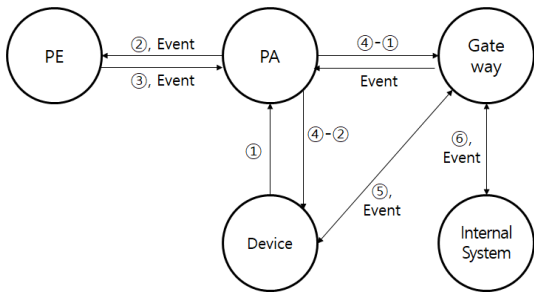 PE
②, Event
③, Event
PA
④-①
Event
Gate
way
①
④-②
⑤,
Event
⑥,
Event
Device
Internal
System